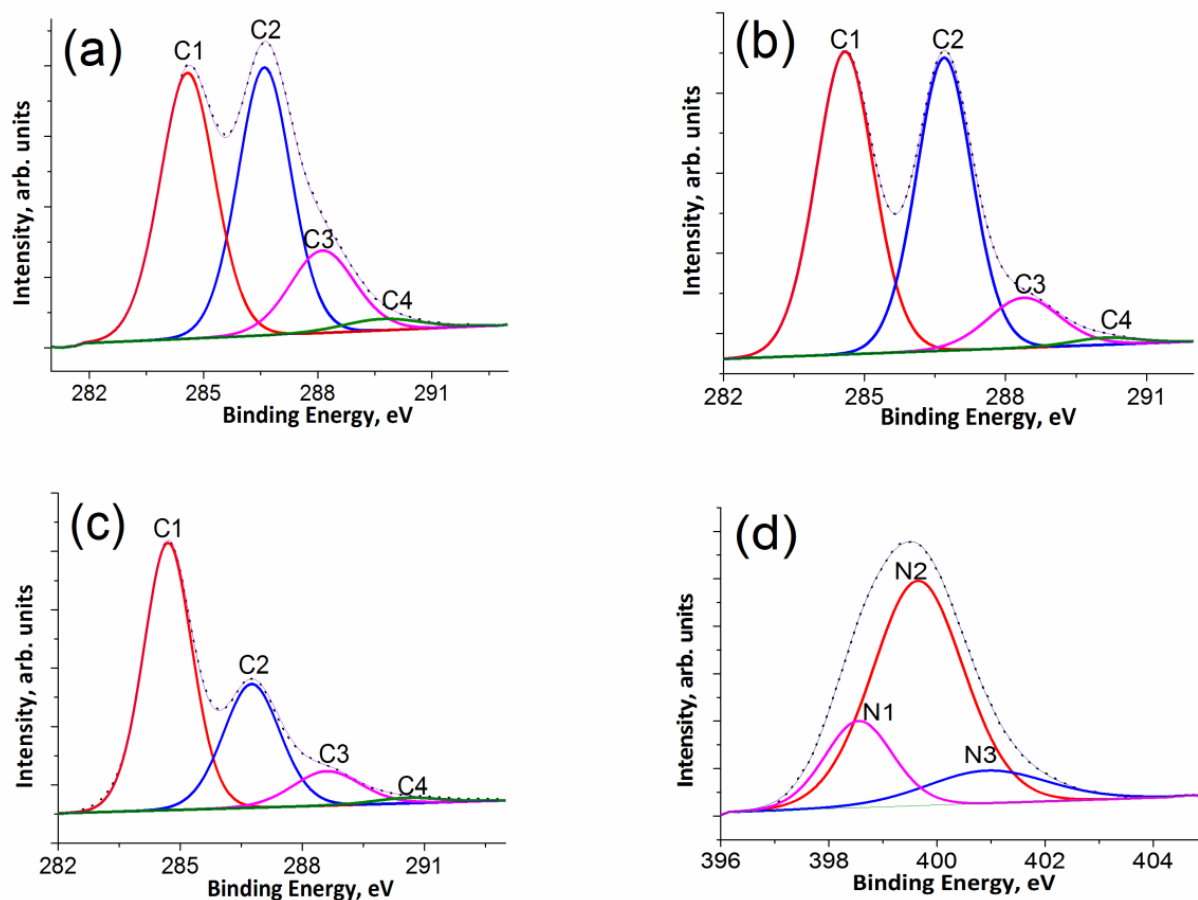 (a)
C1
C2
C3
C4
Intensity, arb. units
282
285
288
291
Binding Energy, eV
(b)
C1
C2
C3
C4
Intensity, arb. units
282
285
288
291
Binding Energy, eV
(c)
C1
C2
C3
C4
Intensity, arb. units
282
285
288
291
Binding Energy, eV
(d)
N2
N1
N3
Intensity, arb. units
396
398
400
402
404
Binding Energy, eV